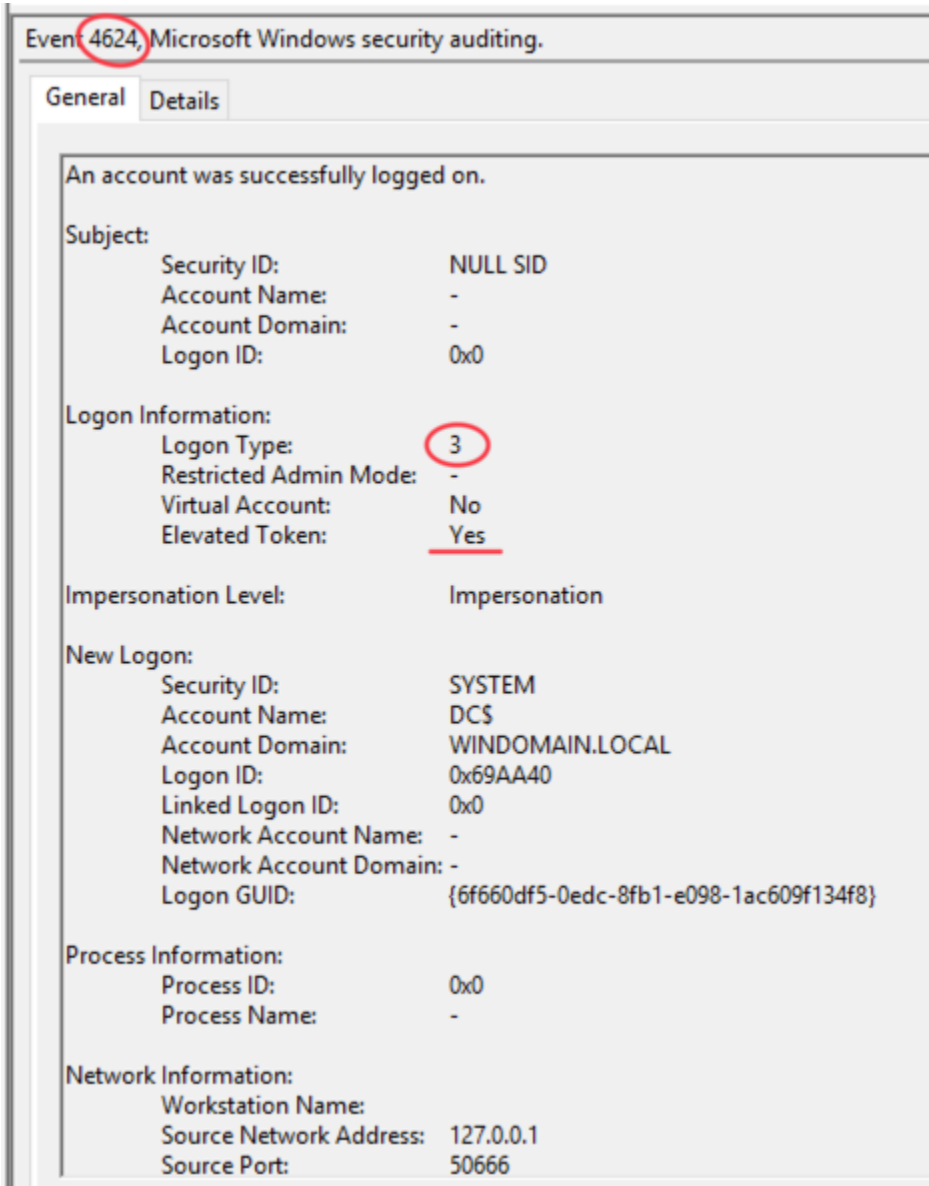 Event 4624, Microsoft Windows security auditing.
General Details
An account was successfully logged on.
Subject:
Security ID: NULL SID
Account Name: -
Account Domain: -
Logon ID: 0x0
Logon Information:
Logon Type: 3
Restricted Admin Mode: -
Virtual Account: No
Elevated Token: Yes
Impersonation Level: Impersonation
New Logon:
Security ID: SYSTEM
Account Name: DC$
Account Domain: WINDOMAIN.LOCAL
Logon ID: 0x69AA40
Linked Logon ID: 0x0
Network Account Name: -
Network Account Domain: -
Logon GUID: {6f660df5-0edc-8fb1-e098-1ac609f134f8}
Process Information:
Process ID: 0x0
Process Name: -
Network Information:
Workstation Name:
Source Network Address: 127.0.0.1
Source Port: 50666